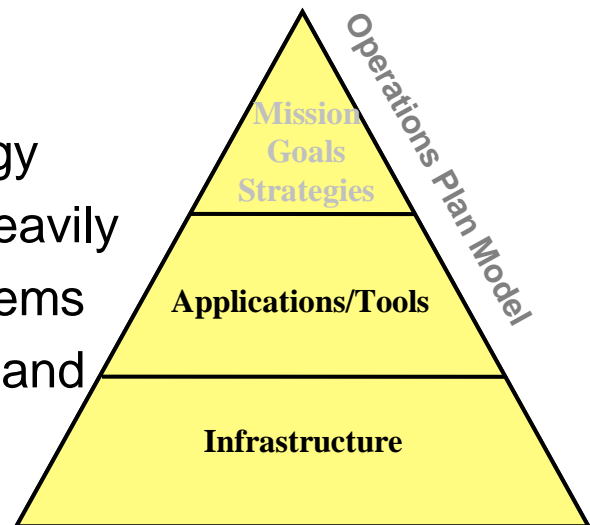 gy
eavily
ems
and
Mission
Goals
Strategies
Applications/Tools
Infrastructure
Operations Plan Model